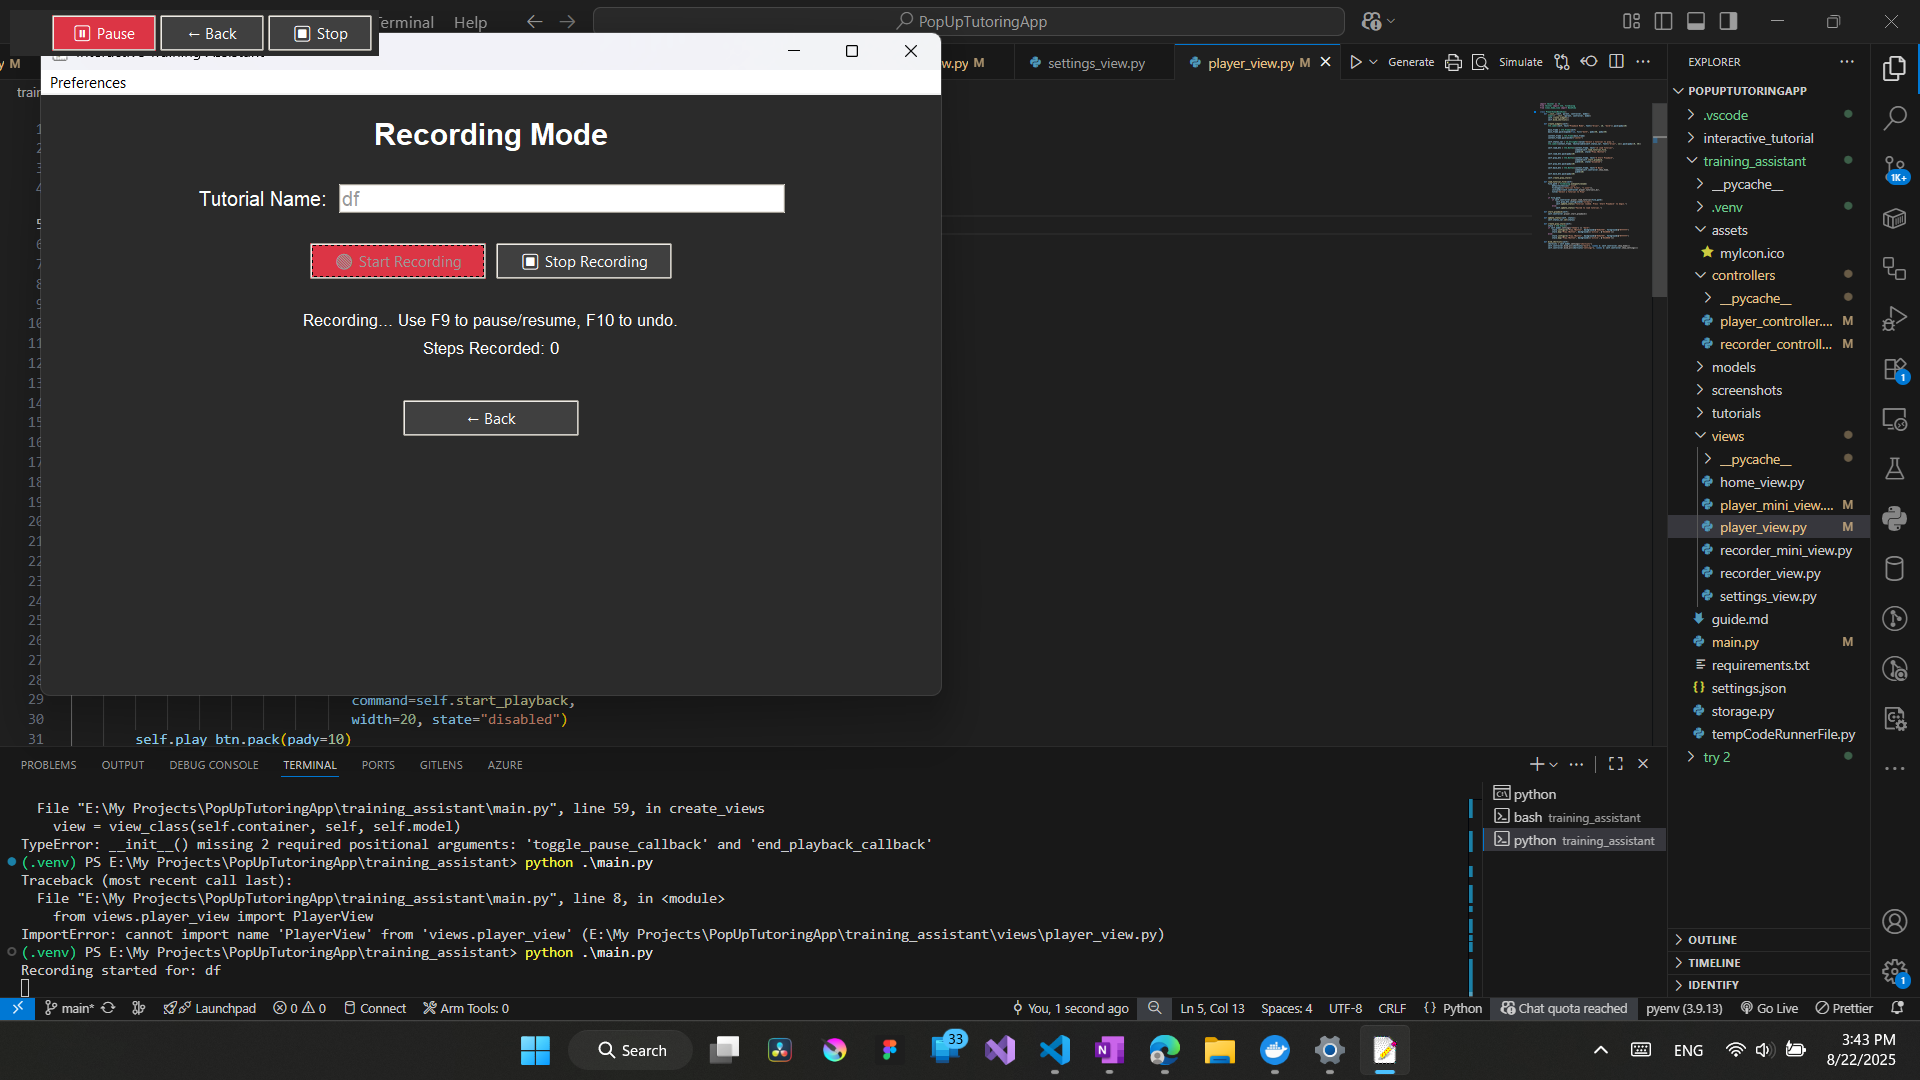 Pause
← Back
Stop
Terminal
Help
PopUpTutoringApp
Preferences
Recording Mode
Tutorial Name: df
Start Recording
Stop Recording
Recording... Use F9 to pause/resume, F10 to undo.
Steps Recorded: 0
← Back
settings_view.py
player_view.py M
Generate
Simulate
29 command=self.start_playback,
30 width=20, state="disabled")
31 self.play_btn.pack(pady=10)
EXPLORER
POPUPTUTORINGAPP
.vscode
interactive_tutorial
training_assistant
__pycache__
.venv
assets
myIcon.ico
controllers
__pycache__
player_controller.... M
recorder_controll... M
models
screenshots
tutorials
views
__pycache__
home_view.py
player_mini_view.... M
player_view.py M
recorder_mini_view.py
recorder_view.py
settings_view.py
guide.md
main.py M
requirements.txt
settings.json
storage.py
tempCodeRunnerFile.py
try 2
OUTLINE
TIMELINE
IDENTIFY
1K+
1
1
PROBLEMS OUTPUT DEBUG CONSOLE TERMINAL PORTS GITLENS AZURE
File "E:\My Projects\PopUpTutoringApp\training_assistant\main.py", line 59, in create_views
view = view_class(self.container, self, self.model)
TypeError: __init__() missing 2 required positional arguments: 'toggle_pause_callback' and 'end_playback_callback'
(.venv) PS E:\My Projects\PopUpTutoringApp\training_assistant> python .\main.py
Traceback (most recent call last):
File "E:\My Projects\PopUpTutoringApp\training_assistant\main.py", line 8, in <module>
from views.player_view import PlayerView
ImportError: cannot import name 'PlayerView' from 'views.player_view' (E:\My Projects\PopUpTutoringApp\training_assistant\views\player_view.py)
(.venv) PS E:\My Projects\PopUpTutoringApp\training_assistant> python .\main.py
Recording started for: df
python
bash training_assistant
python training_assistant
main* Launchpad 0 0 Connect Arm Tools: 0
You, 1 second ago Ln 5, Col 13 Spaces: 4 UTF-8 CRLF Python Chat quota reached pyenv (3.9.13) Go Live Prettier
Search
33
ENG
3:43 PM
8/22/2025